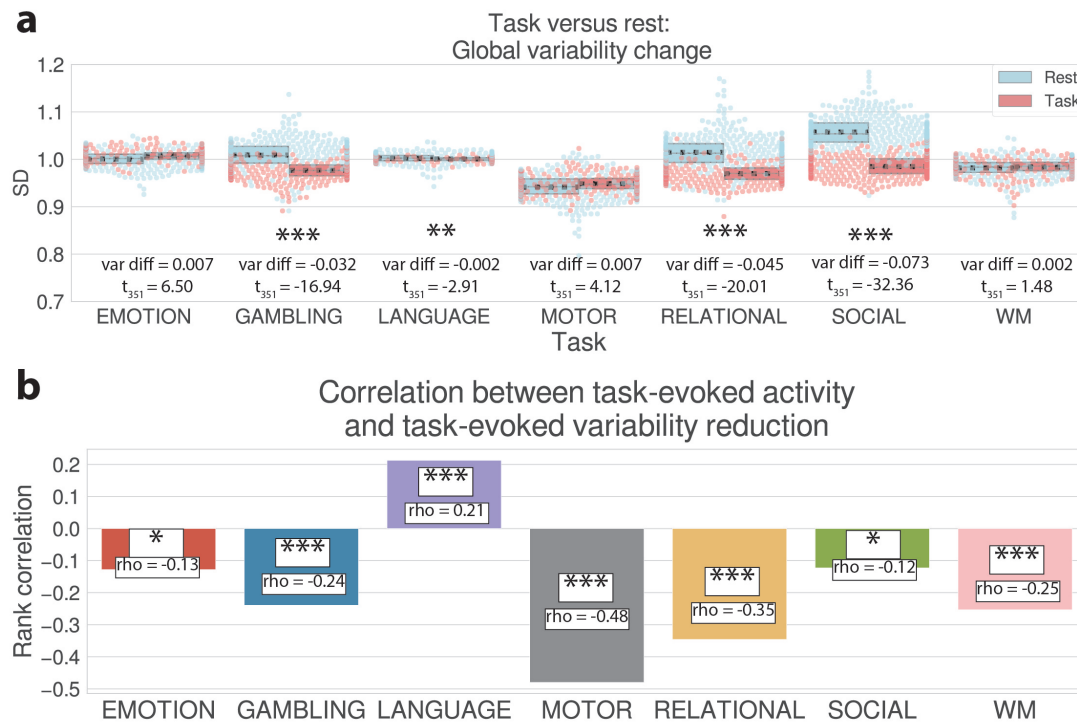 a
Task versus rest:
Global variability change
1.2
1.1
1.0
0.9
0.8
0.7
SD
Rest
Task
*** ** *** ***
var diff = 0.007 var diff = -0.032 var diff = -0.002 var diff = 0.007 var diff = -0.045 var diff = -0.073 var diff = 0.002
t351 = 6.50 t351 = -16.94 t351 = -2.91 t351 = 4.12 t351 = -20.01 t351 = -32.36 t351 = 1.48
EMOTION GAMBLING LANGUAGE MOTOR RELATIONAL SOCIAL WM
Task
b
Correlation between task-evoked activity
and task-evoked variability reduction
0.2
0.1
0.0
−0.1
−0.2
−0.3
−0.4
−0.5
Rank correlation
*
rho = -0.13
***
rho = -0.24
***
rho = 0.21
***
rho = -0.48
***
rho = -0.35
*
rho = -0.12
***
rho = -0.25
EMOTION GAMBLING LANGUAGE MOTOR RELATIONAL SOCIAL WM